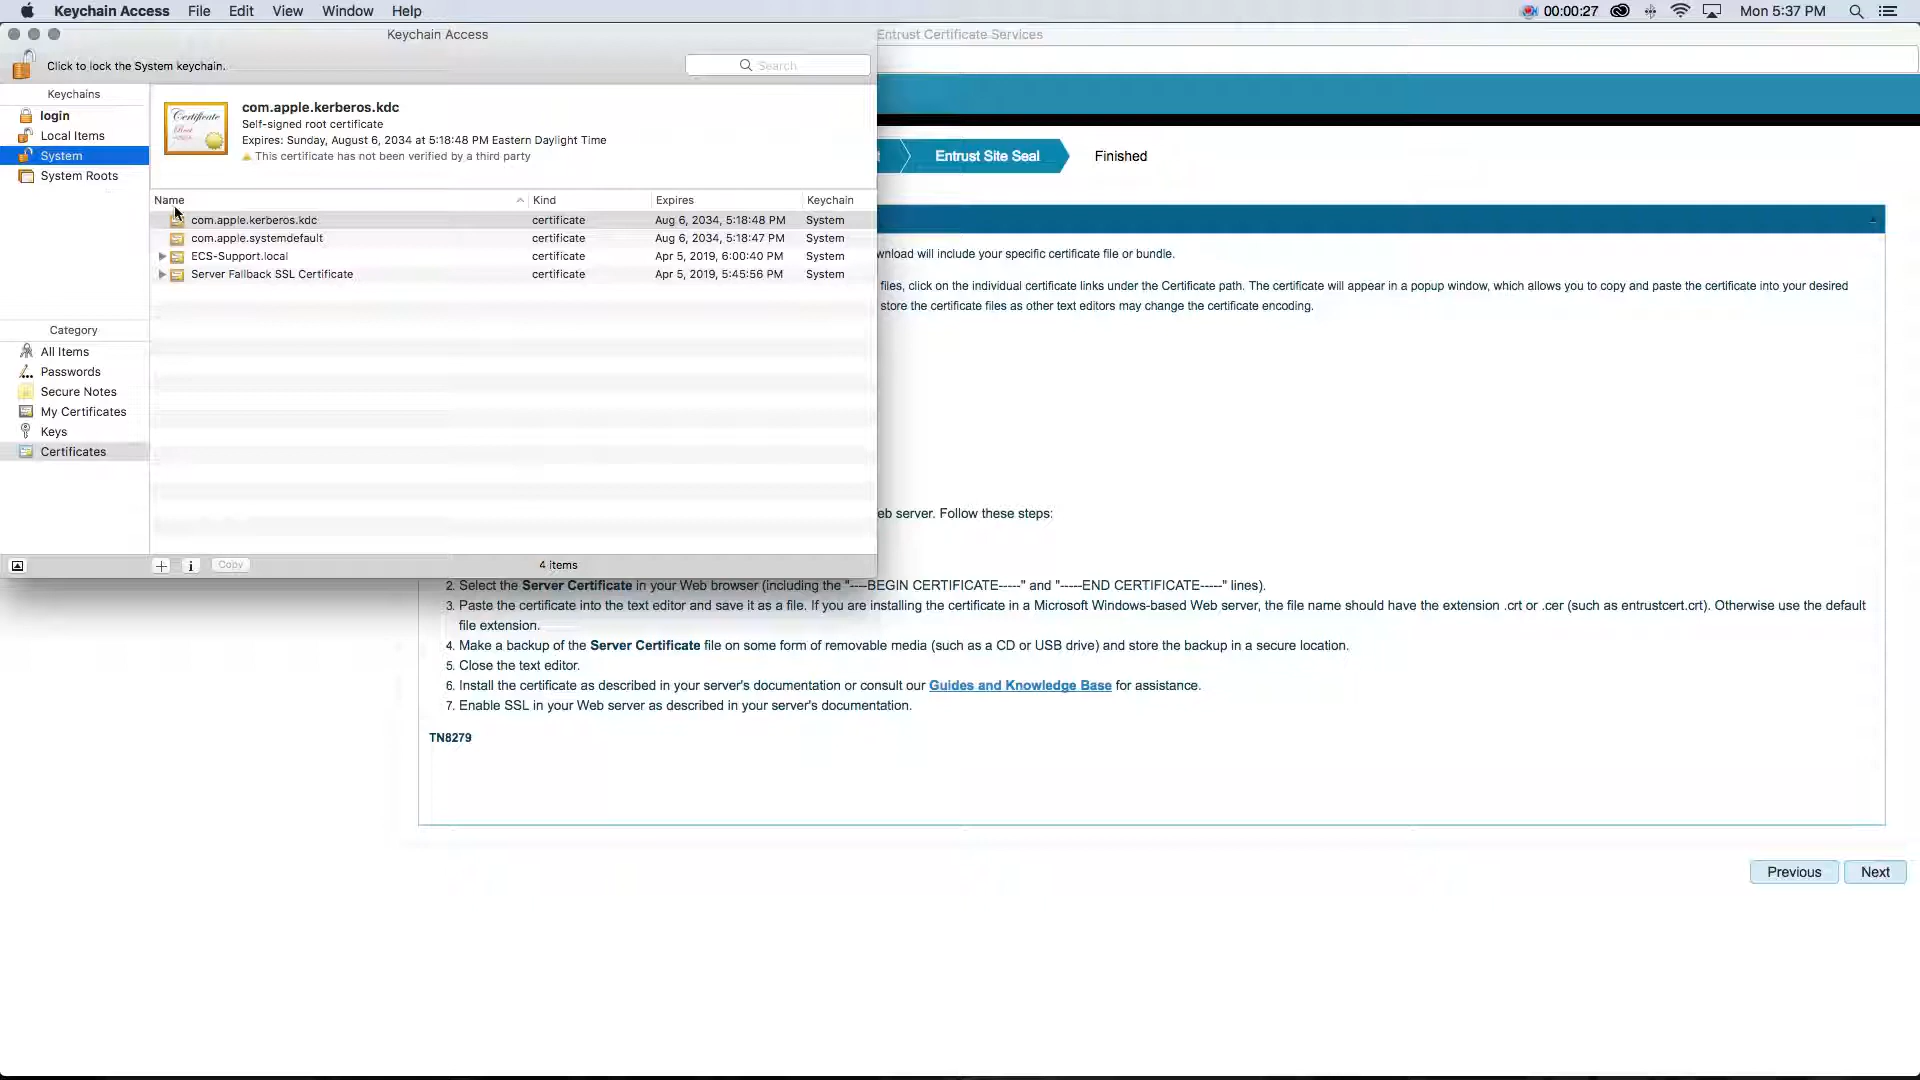 Keychain Access File Edit View Window Help 00:00:27 Mon 5:37 PM
Keychain Access
Entrust Certificate Services
Click to lock the System keychain.
Search
Keychains
login
Local Items
System
System Roots
Certificate
Root
com.apple.kerberos.kdc
Self-signed root certificate
Expires: Sunday, August 6, 2034 at 5:18:48 PM Eastern Daylight Time
This certificate has not been verified by a third party
Name Kind Expires Keychain
com.apple.kerberos.kdc certificate Aug 6, 2034, 5:18:48 PM System
com.apple.systemdefault certificate Aug 6, 2034, 5:18:47 PM System
ECS-Support.local certificate Apr 5, 2019, 6:00:40 PM System
Server Fallback SSL Certificate certificate Apr 5, 2019, 5:45:56 PM System
Category
All Items
Passwords
Secure Notes
My Certificates
Keys
Certificates
Copy
4 items
Entrust Site Seal Finished
wnload will include your specific certificate file or bundle.
files, click on the individual certificate links under the Certificate path. The certificate will appear in a popup window, which allows you to copy and paste the certificate into your desired
store the certificate files as other text editors may change the certificate encoding.
eb server. Follow these steps:
2. Select the Server Certificate in your Web browser (including the "----BEGIN CERTIFICATE-----" and "-----END CERTIFICATE-----" lines).
3. Paste the certificate into the text editor and save it as a file. If you are installing the certificate in a Microsoft Windows-based Web server, the file name should have the extension .crt or .cer (such as entrustcert.crt). Otherwise use the default
file extension.
4. Make a backup of the Server Certificate file on some form of removable media (such as a CD or USB drive) and store the backup in a secure location.
5. Close the text editor.
6. Install the certificate as described in your server's documentation or consult our Guides and Knowledge Base for assistance.
7. Enable SSL in your Web server as described in your server's documentation.
TN8279
Previous Next